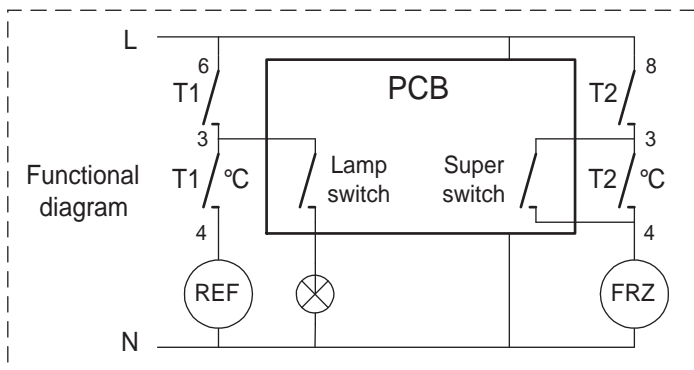 L
6
T1
PCB
8
T2
3
3
Functional
diagram
T1 °C
Lamp
switch
Super
switch
T2 °C
4
4
REF
FRZ
N